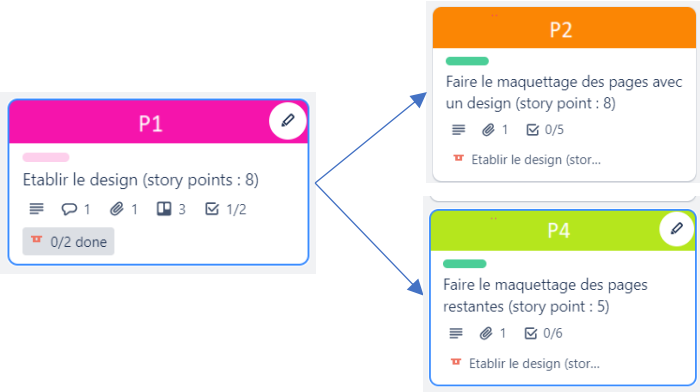 P1
Etablir le design (story points : 8)
1 1 3 1/2
0/2 done
P2
Faire le maquettage des pages avec
un design (story point : 8)
1 0/5
Etablir le design (stor...
P4
Faire le maquettage des pages
restantes (story point : 5)
1 0/6
Etablir le design (stor...